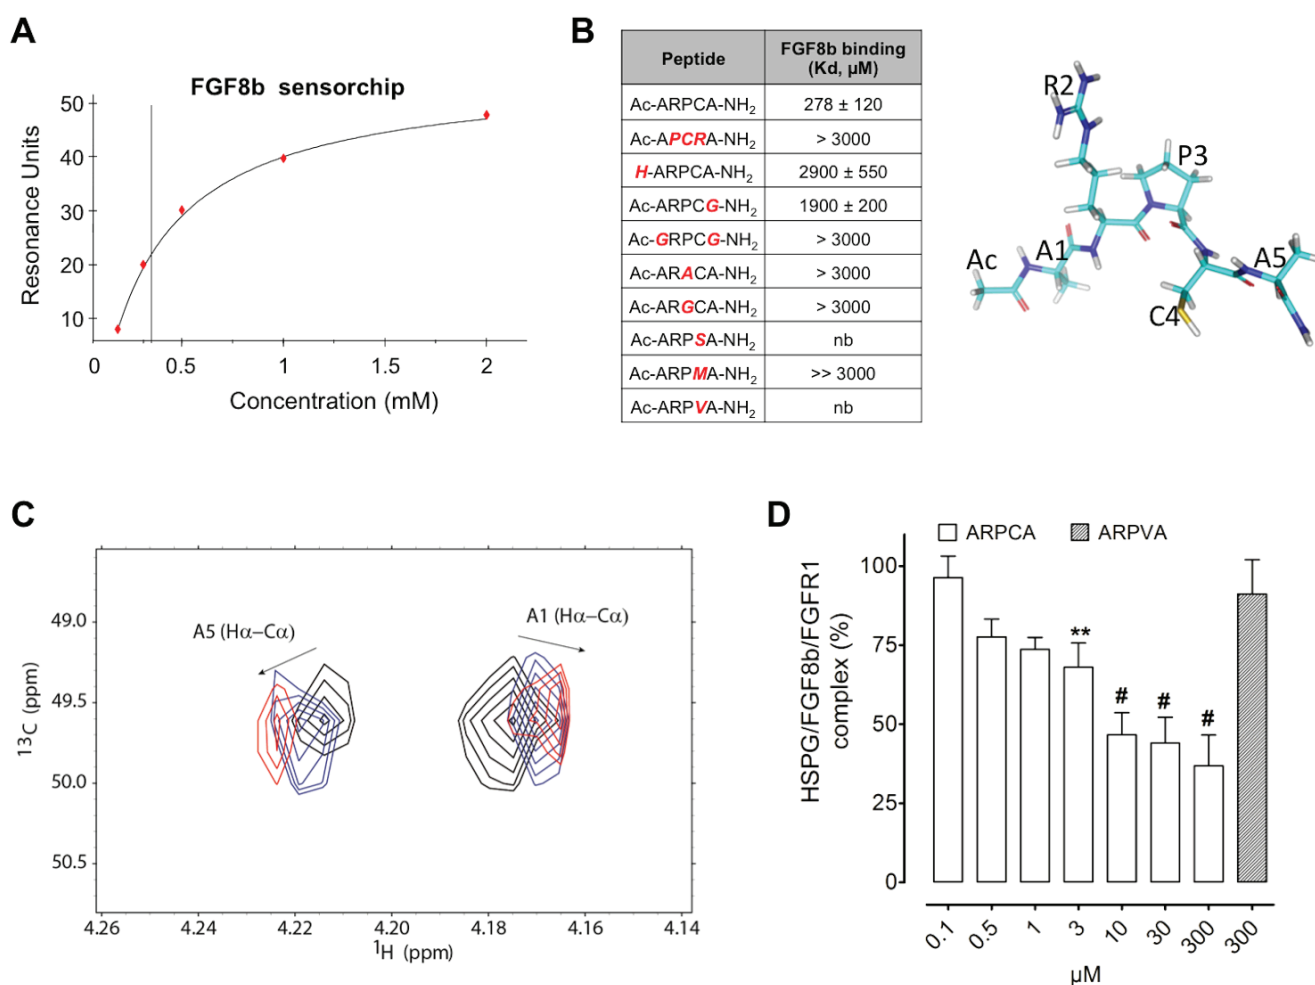 A
FGF8b sensorchip
Resonance Units
50
40
30
20
10
0
0.5
1
1.5
2
Concentration (mM)
B
Peptide
FGF8b binding
(Kd, µM)
Ac-ARPCA-NH2
278 ± 120
Ac-APCRA-NH2
> 3000
H-ARPCA-NH2
2900 ± 550
Ac-ARPCG-NH2
1900 ± 200
Ac-GRPCG-NH2
> 3000
Ac-ARACA-NH2
> 3000
Ac-ARGCA-NH2
> 3000
Ac-ARPSA-NH2
nb
Ac-ARPMA-NH2
>> 3000
Ac-ARPVA-NH2
nb
R2
P3
Ac
A1
A5
C4
C
A5 (Hα–Cα)
A1 (Hα–Cα)
13C (ppm)
49.0
49.5
50.0
50.5
4.26
4.24
4.22
4.20
4.18
4.16
4.14
1H (ppm)
D
ARPCA
ARPVA
HSPG/FGF8b/FGFR1
complex (%)
100
75
50
25
0
**
#
#
#
0.1
0.5
1
3
10
30
300
300
µM